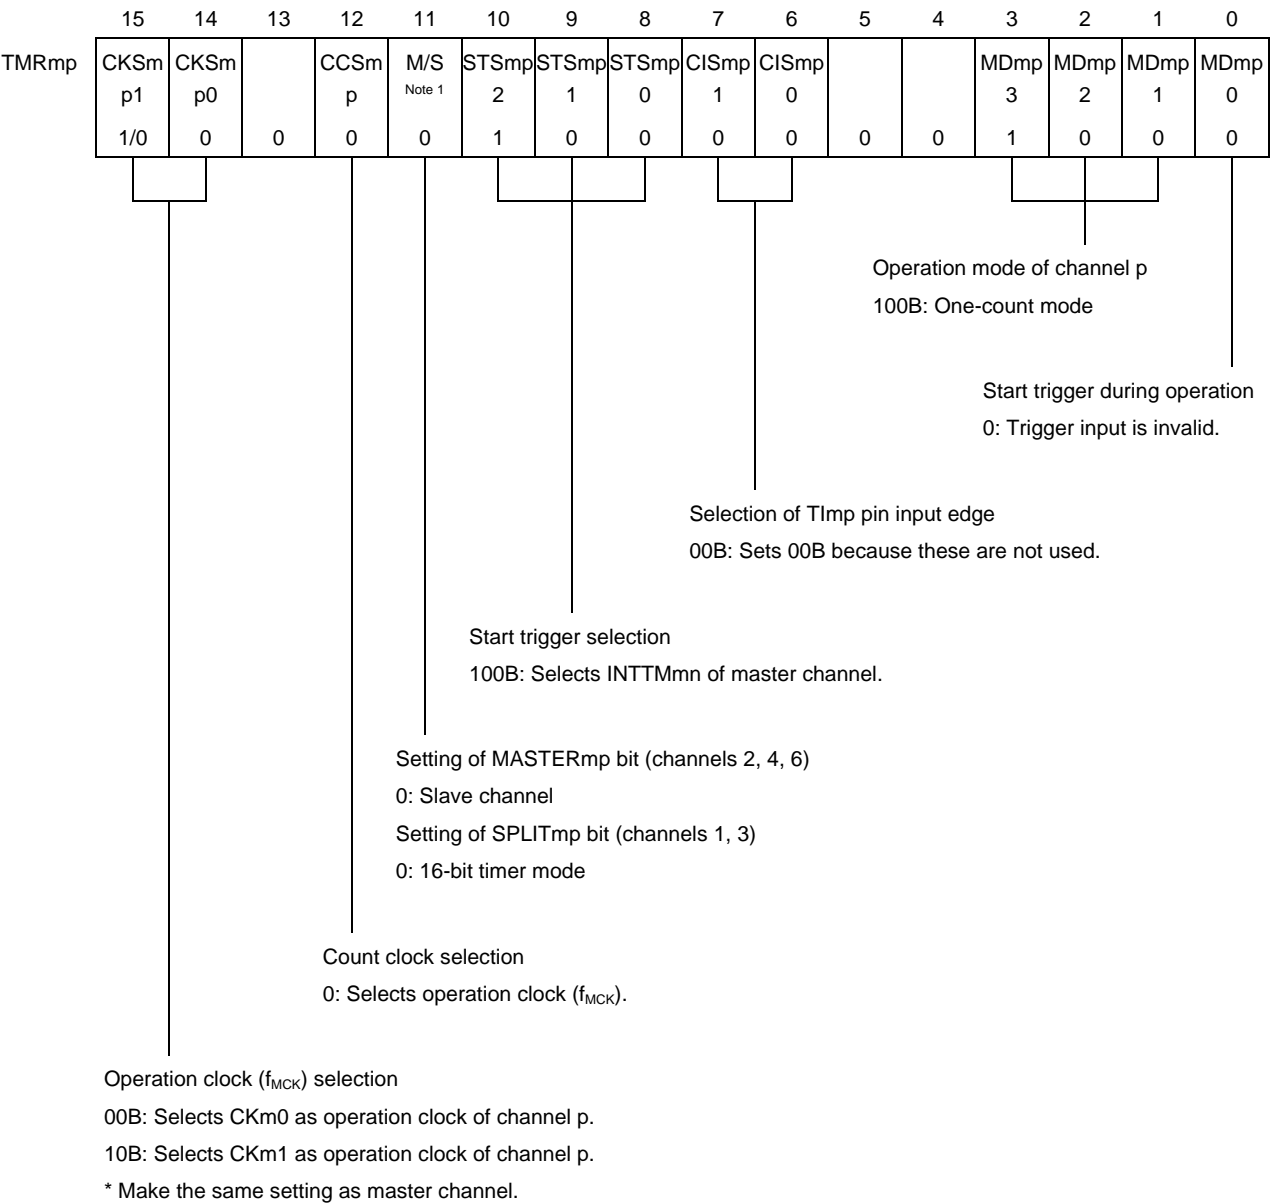 15 14 13 12 11 10 9 8 7 6 5 4 3 2 1 0
TMRmp CKSm CKSm CCSm M/S STSmp STSmp STSmp CISmp CISmp MDmp MDmp MDmp MDmp
p1 p0 p Note 1 2 1 0 1 0 3 2 1 0
1/0 0 0 0 0 1 0 0 0 0 0 0 1 0 0 0
Operation mode of channel p
100B: One-count mode
Start trigger during operation
0: Trigger input is invalid.
Selection of TImp pin input edge
00B: Sets 00B because these are not used.
Start trigger selection
100B: Selects INTTMmn of master channel.
Setting of MASTERmp bit (channels 2, 4, 6)
0: Slave channel
Setting of SPLITmp bit (channels 1, 3)
0: 16-bit timer mode
Count clock selection
0: Selects operation clock (fMCK).
Operation clock (fMCK) selection
00B: Selects CKm0 as operation clock of channel p.
10B: Selects CKm1 as operation clock of channel p.
* Make the same setting as master channel.